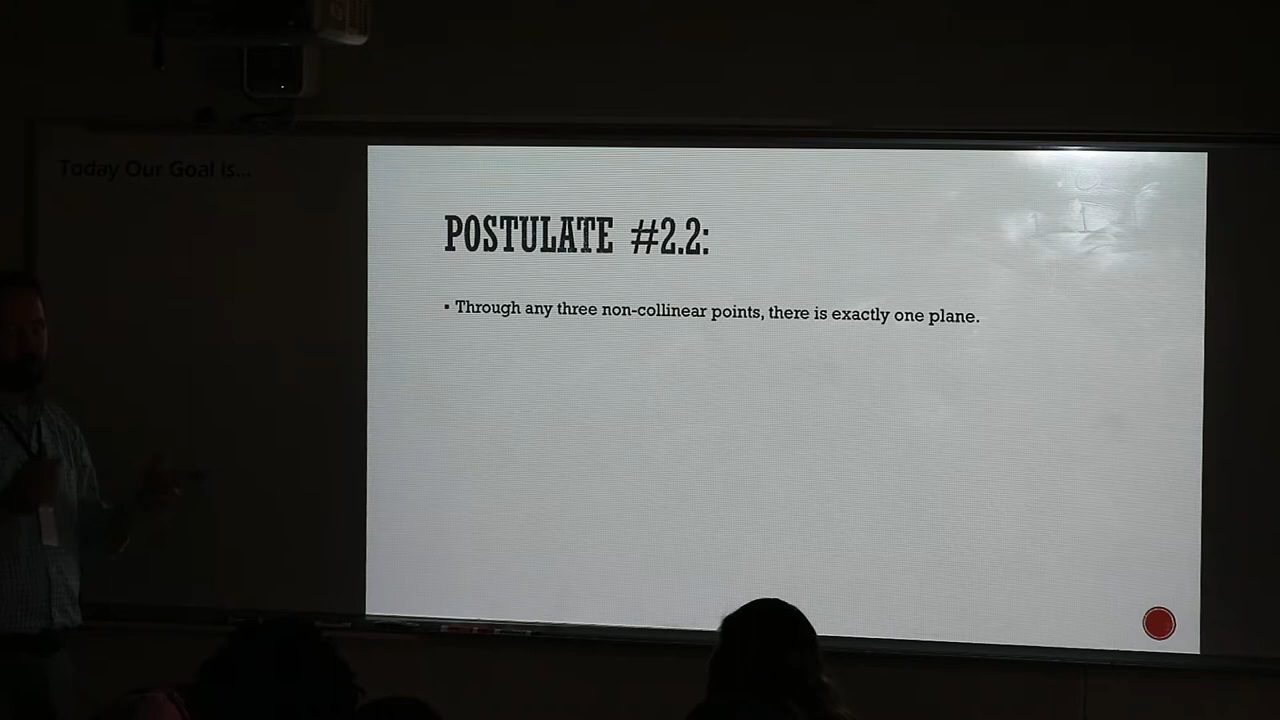 Today Our Goal is...
POSTULATE #2.2:
▪ Through any three non-collinear points, there is exactly one plane.